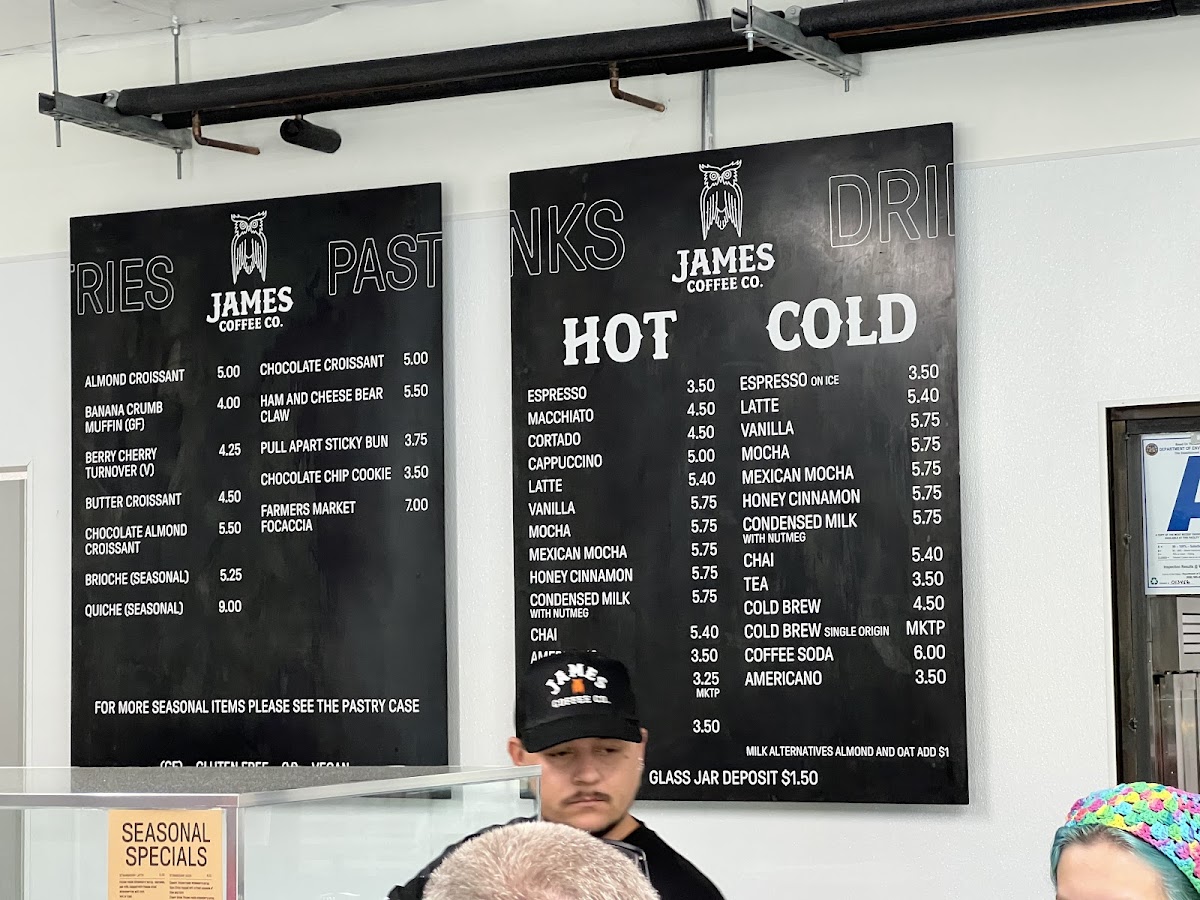 TRIES
JAMES
COFFEE CO.
PAST
ALMOND CROISSANT 5.00
BANANA CRUMB 4.00
MUFFIN (GF)
BERRY CHERRY 4.25
TURNOVER (V)
BUTTER CROISSANT 4.50
CHOCOLATE ALMOND 5.50
CROISSANT
BRIOCHE (SEASONAL) 5.25
QUICHE (SEASONAL) 9.00
CHOCOLATE CROISSANT 5.00
HAM AND CHEESE BEAR 5.50
CLAW
PULL APART STICKY BUN 3.75
CHOCOLATE CHIP COOKIE 3.50
FARMERS MARKET 7.00
FOCACCIA
FOR MORE SEASONAL ITEMS PLEASE SEE THE PASTRY CASE
NKS
JAMES
COFFEE CO.
DRI
HOT
ESPRESSO 3.50
MACCHIATO 4.50
CORTADO 4.50
CAPPUCCINO 5.00
LATTE 5.40
VANILLA 5.75
MOCHA 5.75
MEXICAN MOCHA 5.75
HONEY CINNAMON 5.75
CONDENSED MILK 5.75
WITH NUTMEG
CHAI 5.40
3.50
3.25
MKTP
3.50
COLD
ESPRESSO ON ICE 3.50
LATTE 5.40
VANILLA 5.75
MOCHA 5.75
MEXICAN MOCHA 5.75
HONEY CINNAMON 5.75
CONDENSED MILK 5.75
WITH NUTMEG
CHAI 5.40
TEA 3.50
COLD BREW 4.50
COLD BREW SINGLE ORIGIN MKTP
COFFEE SODA 6.00
AMERICANO 3.50
MILK ALTERNATIVES ALMOND AND OAT ADD $1
GLASS JAR DEPOSIT $1.50
JAMES
COFFEE CO.
SEASONAL
SPECIALS
A